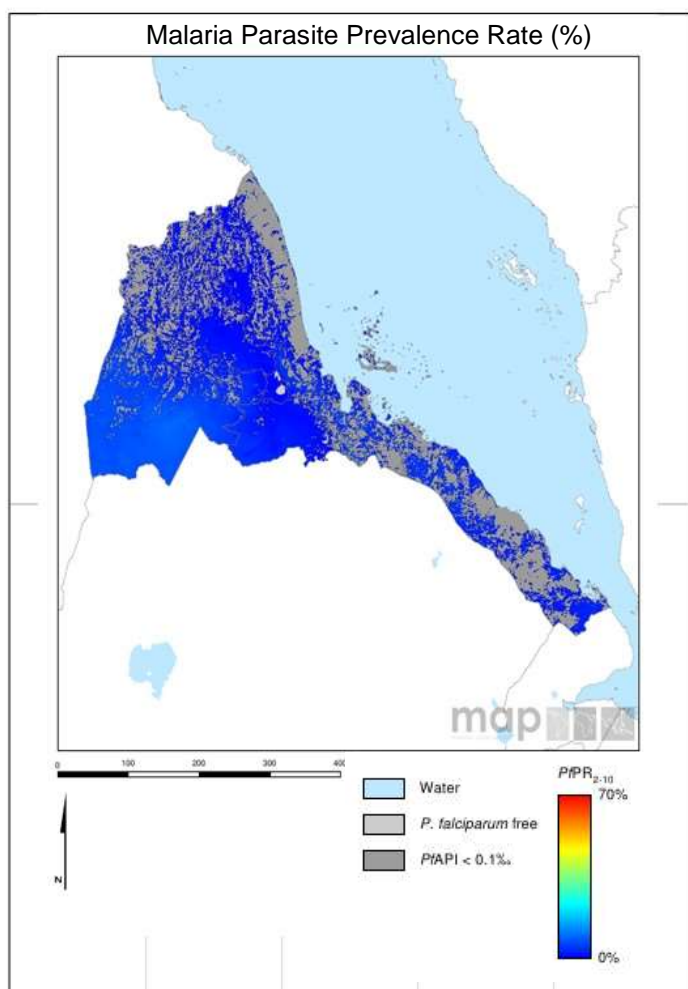 Malaria Parasite Prevalence Rate (%)
map
0 100 200 300 400
N
Water
P. falciparum free
PfAPI < 0.1‰
PfPR2-10
70%
0%